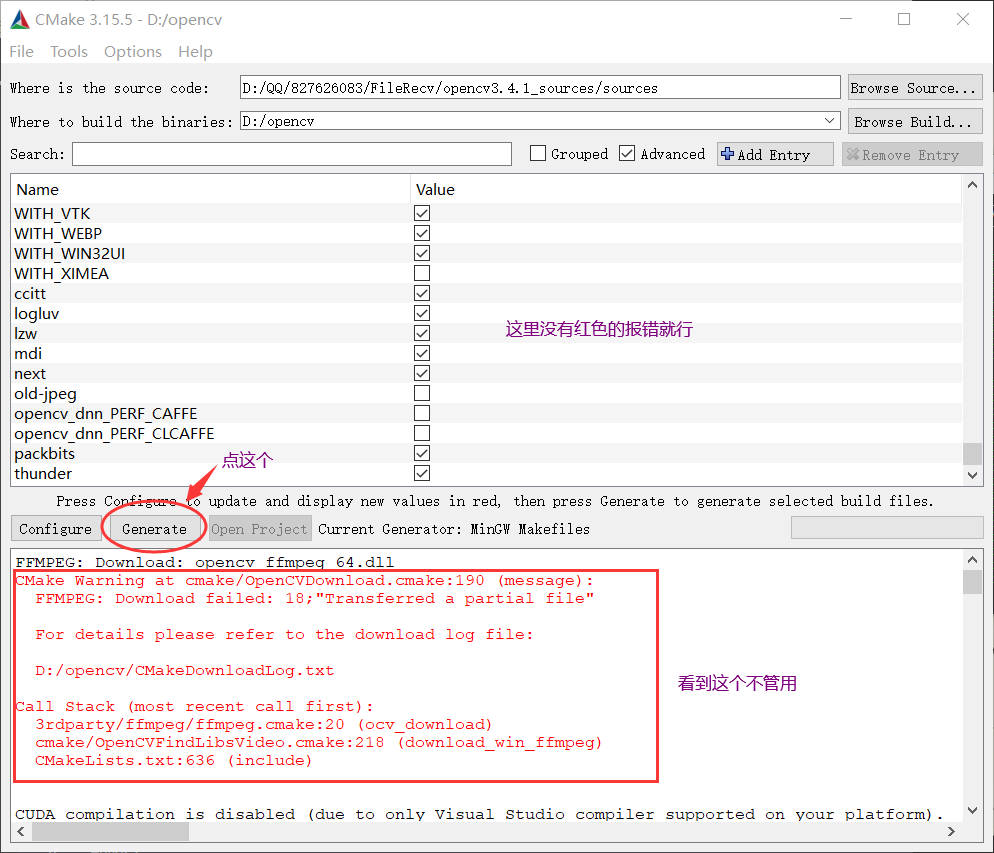 CMake 3.15.5 - D:/opencv
File Tools Options Help
Where is the source code: D:/QQ/827626083/FileRecv/opencv3.4.1_sources/sources Browse Source...
Where to build the binaries: D:/opencv Browse Build...
Search: Grouped Advanced Add Entry Remove Entry
Name Value
WITH_VTK
WITH_WEBP
WITH_WIN32UI
WITH_XIMEA
ccitt
logluv
这里没有红色的报错就行
lzw
mdi
next
old-jpeg
opencv_dnn_PERF_CAFFE
opencv_dnn_PERF_CLCAFFE
packbits
点这个
thunder
Press Configure to update and display new values in red, then press Generate to generate selected build files.
Configure Generate Open Project Current Generator: MinGW Makefiles
FFMPEG: Download: opencv_ffmpeg_64.dll
CMake Warning at cmake/OpenCVDownload.cmake:190 (message):
FFMPEG: Download failed: 18;"Transferred a partial file"
For details please refer to the download log file:
D:/opencv/CMakeDownloadLog.txt
看到这个不管用
Call Stack (most recent call first):
3rdparty/ffmpeg/ffmpeg.cmake:20 (ocv_download)
cmake/OpenCVFindLibsVideo.cmake:218 (download_win_ffmpeg)
CMakeLists.txt:636 (include)
CUDA compilation is disabled (due to only Visual Studio compiler supported on your platform).